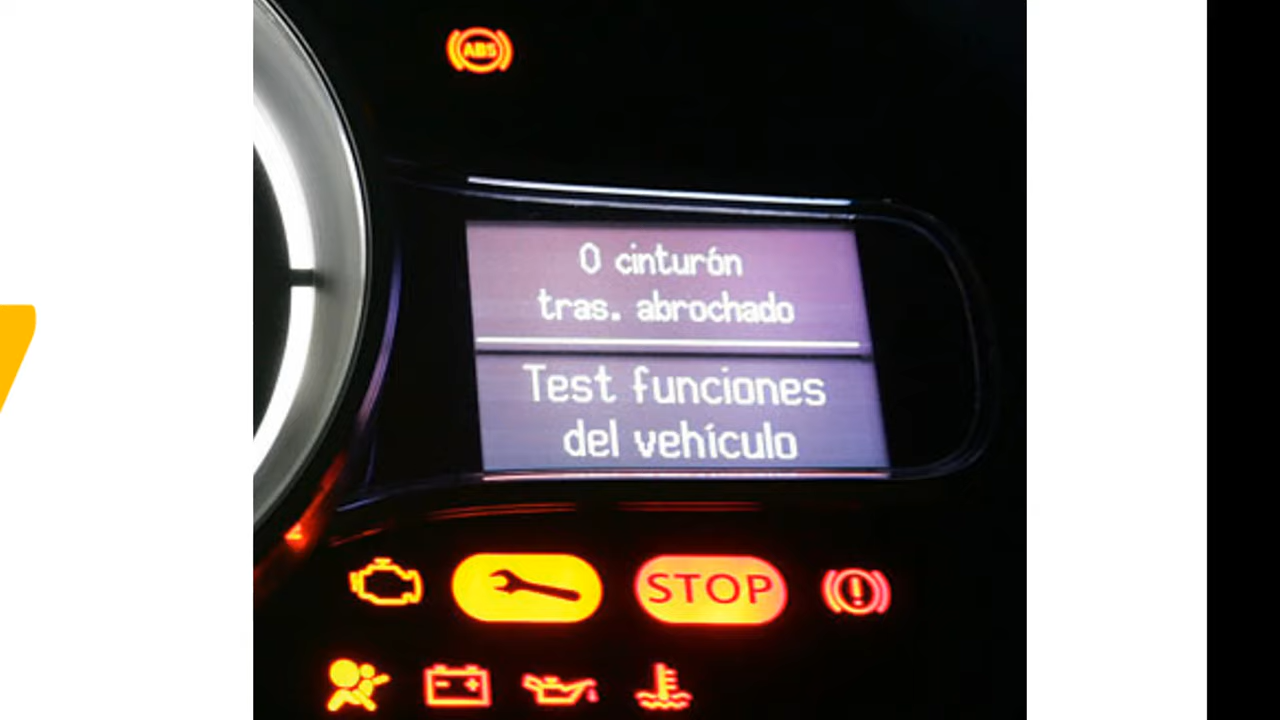 ABS
0 cinturón
tras. abrochado
Test funciones
del vehículo
STOP